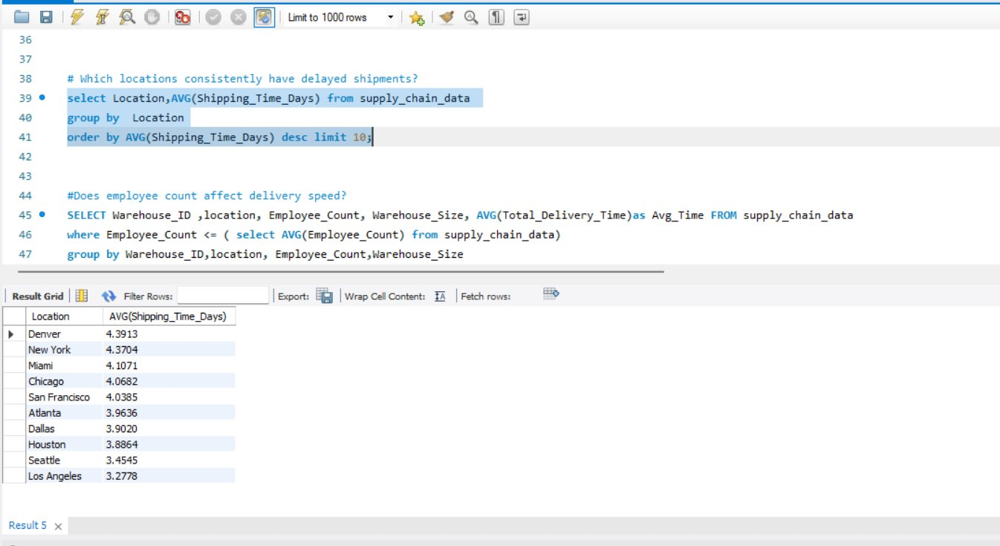 Limit to 1000 rows
36
37
38 # Which locations consistently have delayed shipments?
39 select Location,AVG(Shipping_Time_Days) from supply_chain_data
40 group by  Location
41 order by AVG(Shipping_Time_Days) desc limit 10;
42
43
44 #Does employee count affect delivery speed?
45 SELECT Warehouse_ID ,location, Employee_Count, Warehouse_Size, AVG(Total_Delivery_Time)as Avg_Time FROM supply_chain_data
46 where Employee_Count <= ( select AVG(Employee_Count) from supply_chain_data)
47 group by Warehouse_ID,location, Employee_Count,Warehouse_Size
Result Grid Filter Rows: Export: Wrap Cell Content: IA Fetch rows:
Location AVG(Shipping_Time_Days)
Denver 4.3913
New York 4.3704
Miami 4.1071
Chicago 4.0682
San Francisco 4.0385
Atlanta 3.9636
Dallas 3.9020
Houston 3.8864
Seattle 3.4545
Los Angeles 3.2778
Result 5 ×